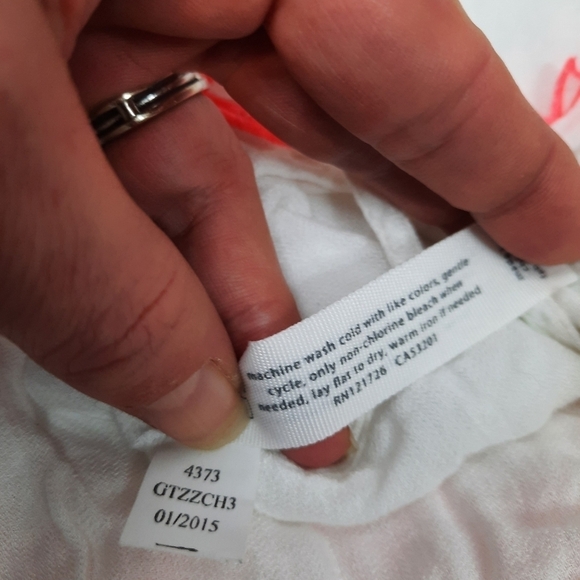 machine wash cold with like colors, gentle
cycle, only non-chlorine bleach when
needed, lay flat to dry, warm iron if needed
RN121726 CA53201
4373
GTZZCH3
01/2015